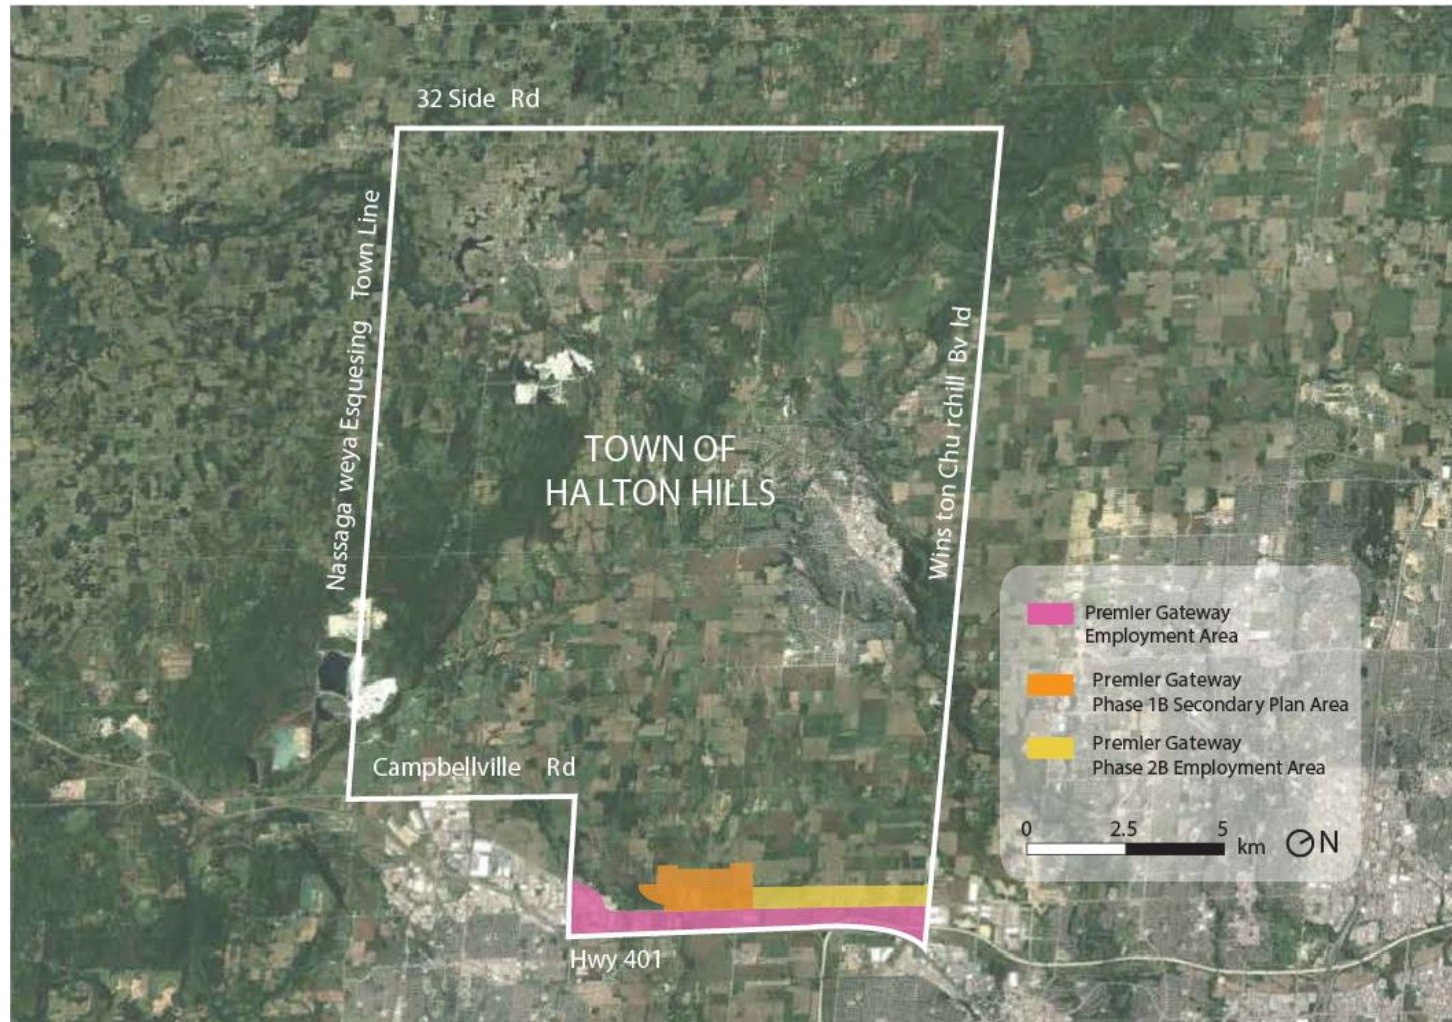 32 Side Rd
Nassaga weya Esquesing Town Line
TOWN OF
HA LTON HILLS
Wins ton Chu rchill Bv ld
Campbellville Rd
Hwy 401
Premier Gateway
Employment Area
Premier Gateway
Phase 1B Secondary Plan Area
Premier Gateway
Phase 2B Employment Area
0 2.5 5 km
N